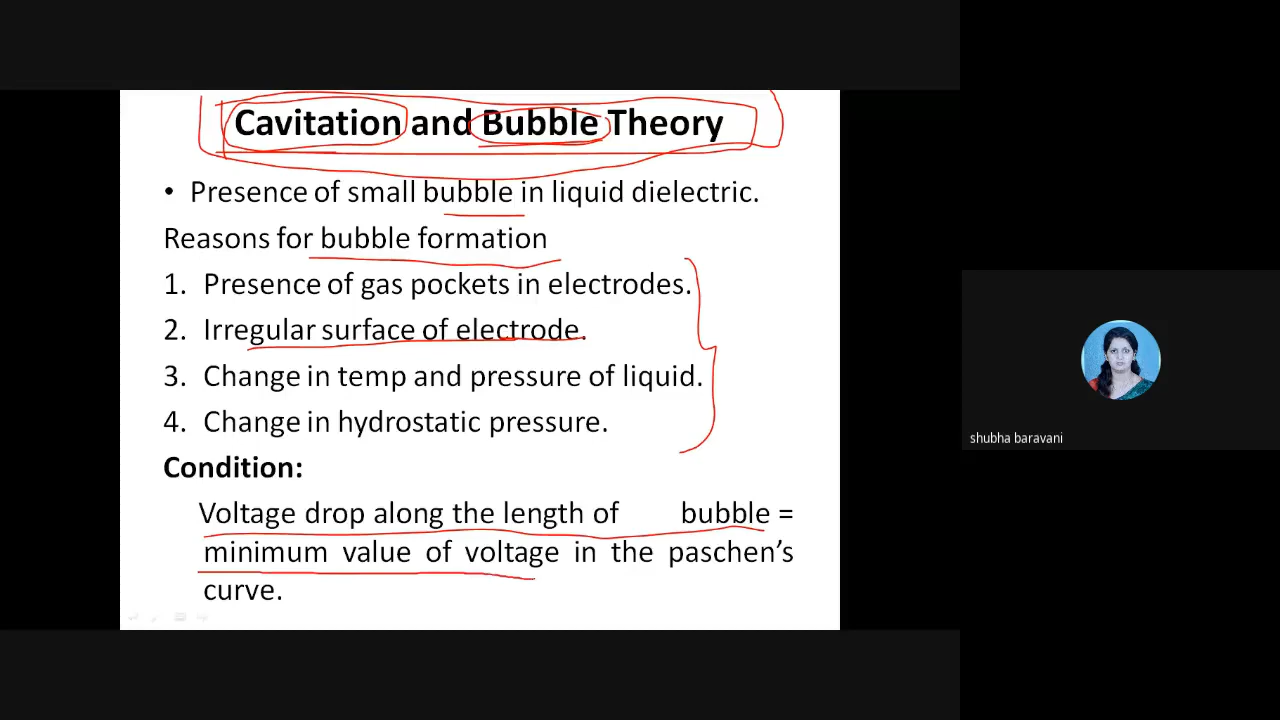 Cavitation and Bubble Theory
• Presence of small bubble in liquid dielectric.
Reasons for bubble formation
1. Presence of gas pockets in electrodes.
2. Irregular surface of electrode.
3. Change in temp and pressure of liquid.
4. Change in hydrostatic pressure.
Condition:
Voltage drop along the length of bubble =
minimum value of voltage in the paschen's
curve.
shubha baravani